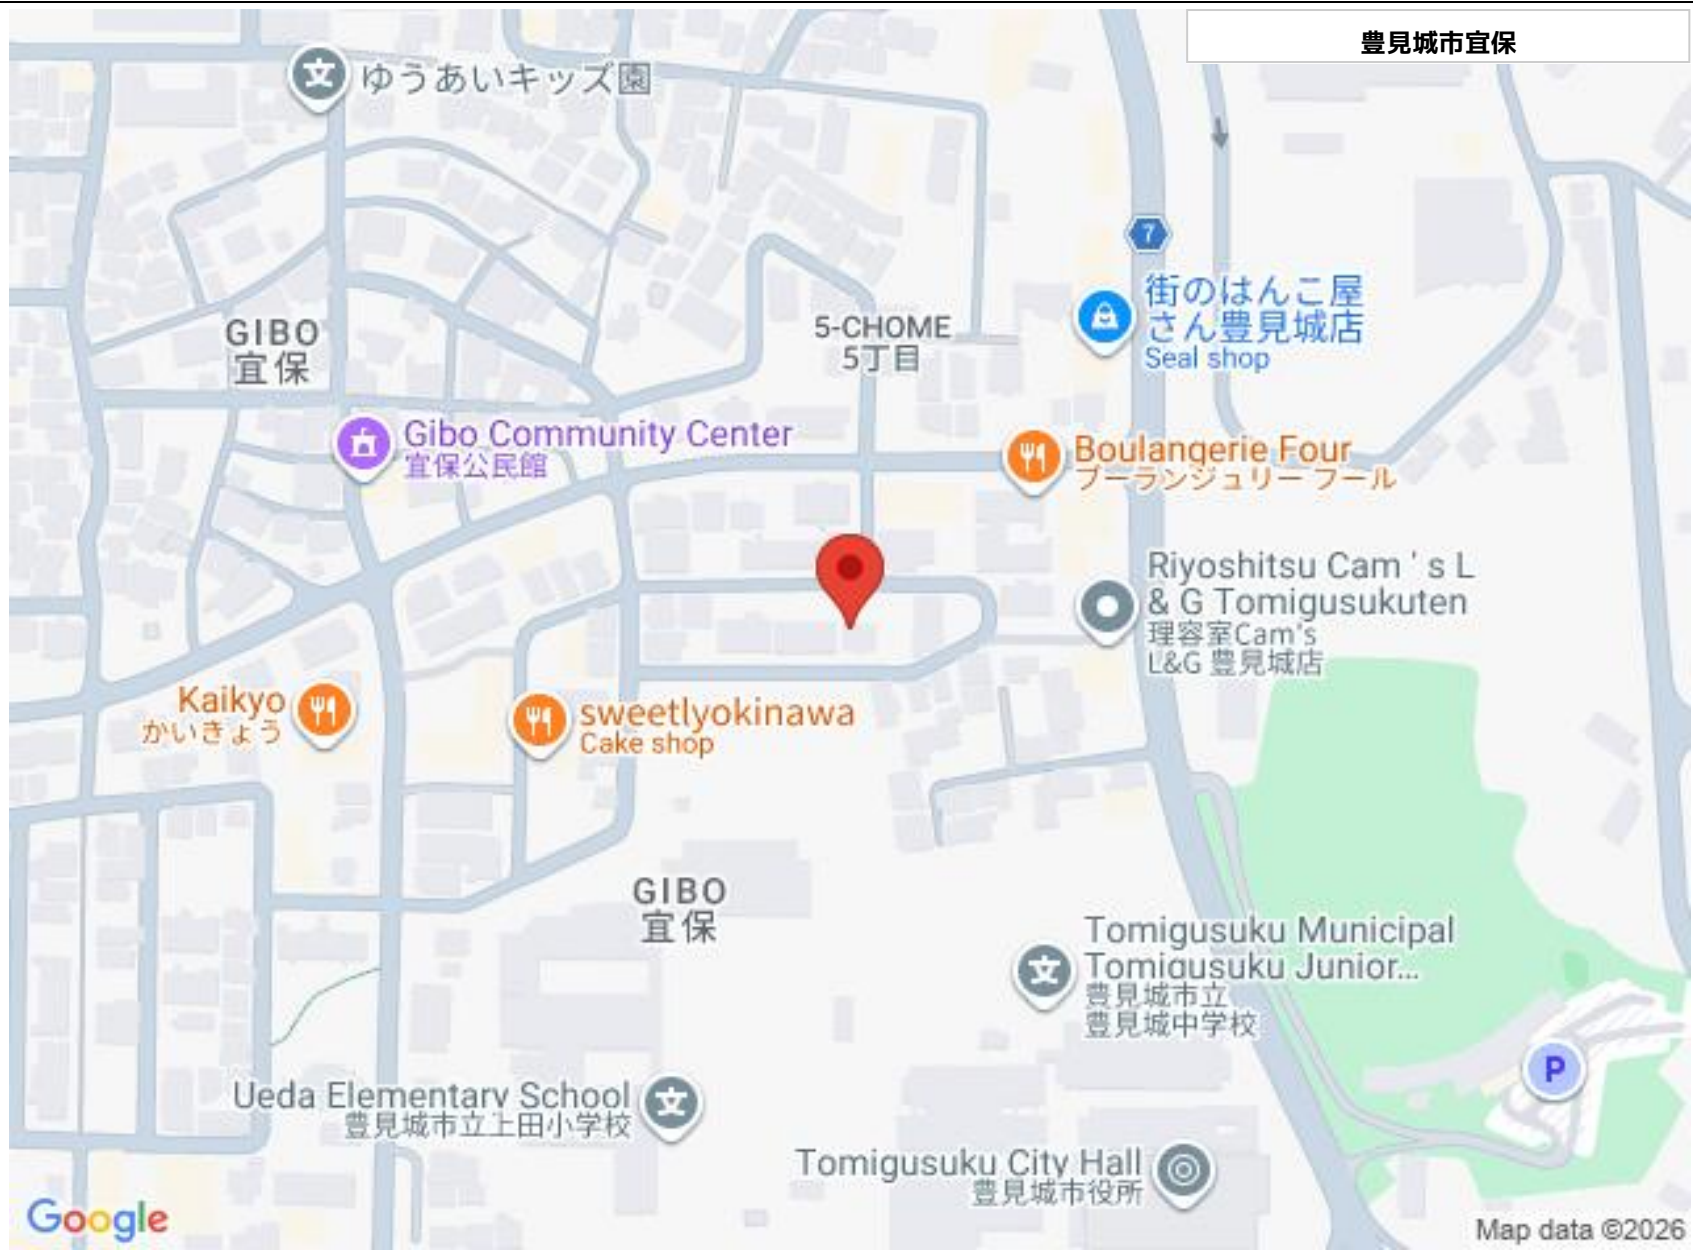 豊見城市宜保
ゆうあいキッズ園
7
街のはんこ屋
さん豊見城店
Seal shop
GIBO
宜保
5-CHOME
5丁目
Gibo Community Center
宜保公民館
Boulangerie Four
ブーランジュリー フール
Riyoshitsu Cam ' s L
& G Tomigusukuten
理容室Cam's
L&G 豊見城店
Kaikyo
かいきょう
sweetlyokinawa
Cake shop
GIBO
宜保
Tomigusuku Municipal
Tomigusuku Junior...
豊見城市立
豊見城中学校
P
Ueda Elementary School
豊見城市立上田小学校
Tomigusuku City Hall
豊見城市役所
Google
Map data ©2026